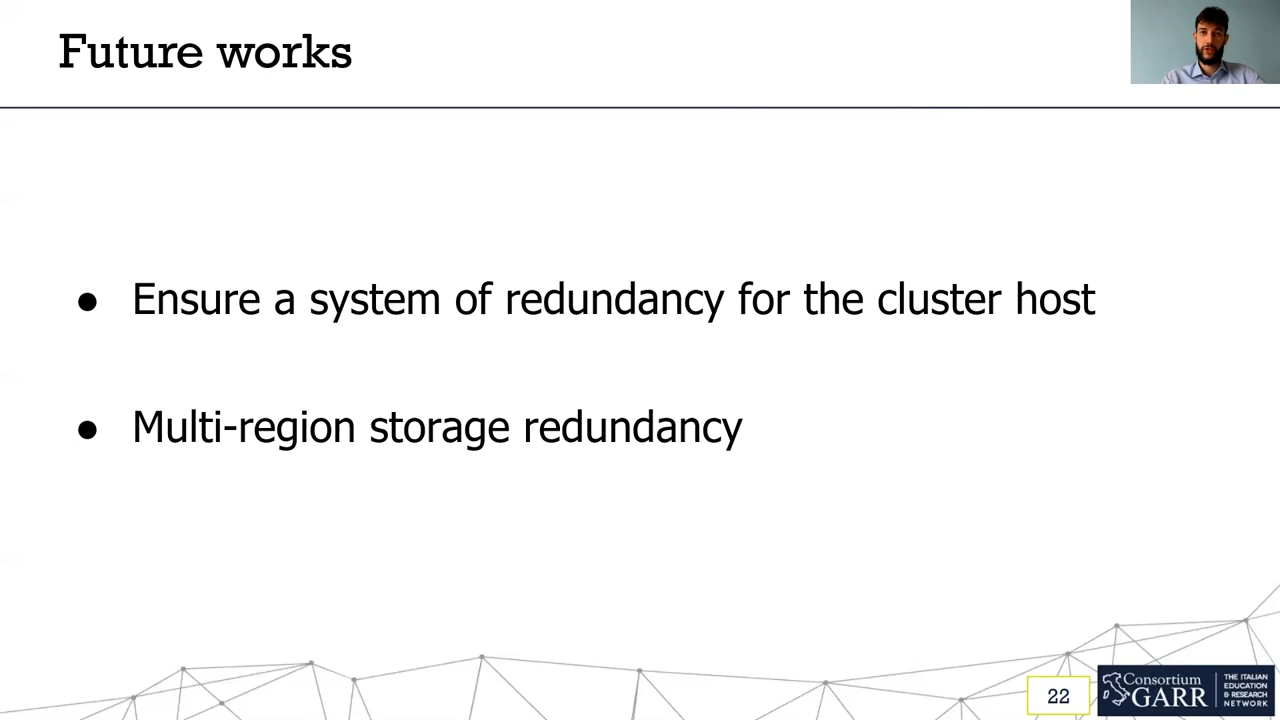 Future works
● Ensure a system of redundancy for the cluster host
● Multi-region storage redundancy
22
Consortium
GARR
THE ITALIAN
EDUCATION
& RESEARCH
NETWORK